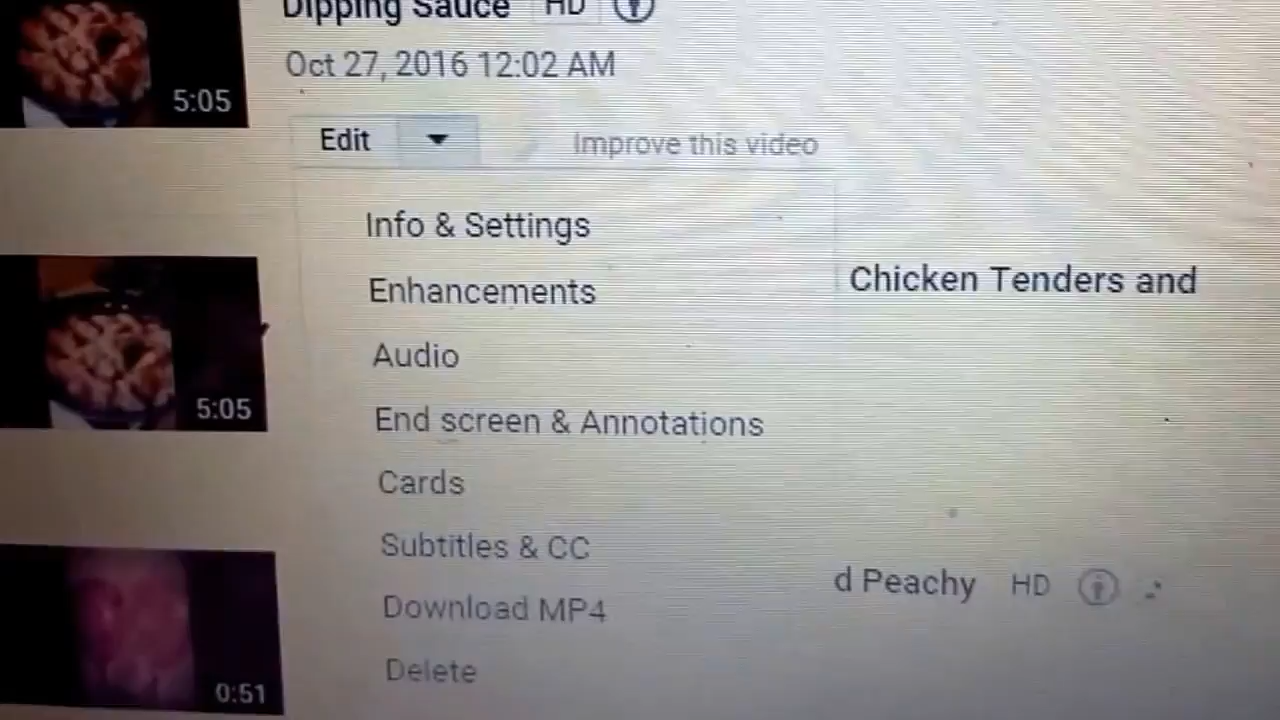 Dipping Sauce HD
5:05
Oct 27, 2016 12:02 AM
Edit
Improve this video
Info & Settings
Chicken Tenders and
Enhancements
Audio
5:05
End screen & Annotations
Cards
Subtitles & CC
d Peachy HD
Download MP4
Delete
0:51